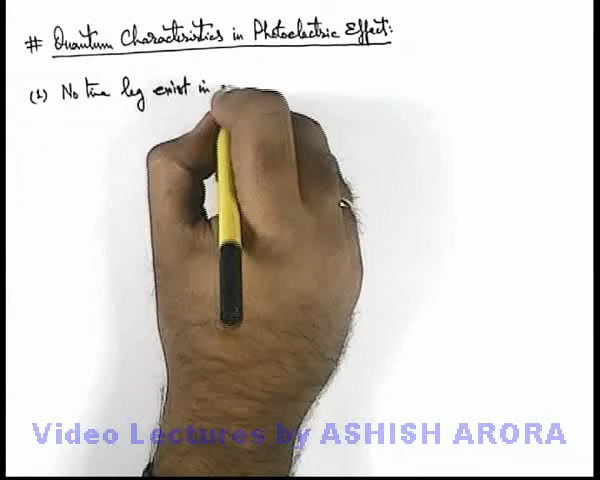 # Quantum Characteristics in Photoelectric Effect:
(1) No time lag exist in
Video Lectures by ASHISH ARORA